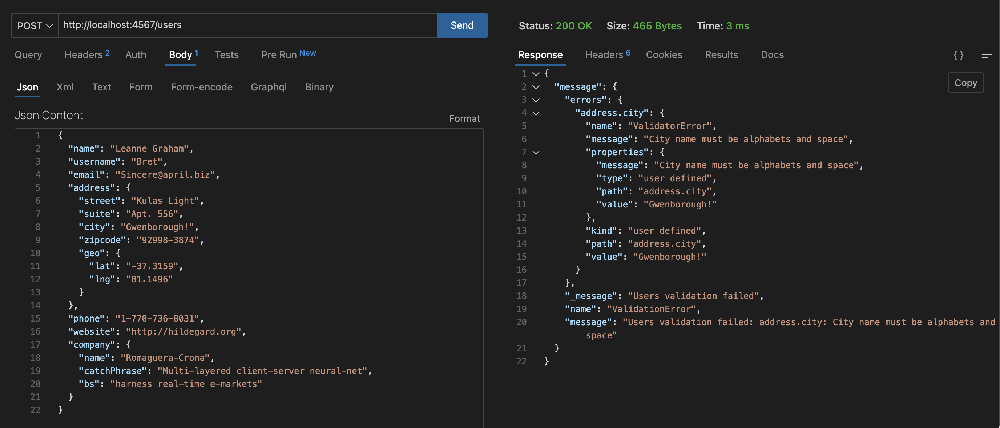 POST http://localhost:4567/users Send
Query Headers 2 Auth Body 1 Tests Pre Run New
Json Xml Text Form Form-encode Graphql Binary
Json Content
Format
1 {
2 "name": "Leanne Graham",
3 "username": "Bret",
4 "email": "Sincere@april.biz",
5 "address": {
6 "street": "Kulas Light",
7 "suite": "Apt. 556",
8 "city": "Gwenborough!",
9 "zipcode": "92998-3874",
10 "geo": {
11 "lat": "-37.3159",
12 "lng": "81.1496"
13 }
14 },
15 "phone": "1-770-736-8031",
16 "website": "http://hildegard.org",
17 "company": {
18 "name": "Romaguera-Crona",
19 "catchPhrase": "Multi-layered client-server neural-net",
20 "bs": "harness real-time e-markets"
21 }
22 }
Status: 200 OK Size: 465 Bytes Time: 3 ms
Response Headers 6 Cookies Results Docs {}
Copy
1 {
2 "message": {
3 "errors": {
4 "address.city": {
5 "name": "ValidatorError",
6 "message": "City name must be alphabets and space",
7 "properties": {
8 "message": "City name must be alphabets and space",
9 "type": "user defined",
10 "path": "address.city",
11 "value": "Gwenborough!"
12 },
13 "kind": "user defined",
14 "path": "address.city",
15 "value": "Gwenborough!"
16 }
17 },
18 "_message": "Users validation failed",
19 "name": "ValidationError",
20 "message": "Users validation failed: address.city: City name must be alphabets and
space"
21 }
22 }